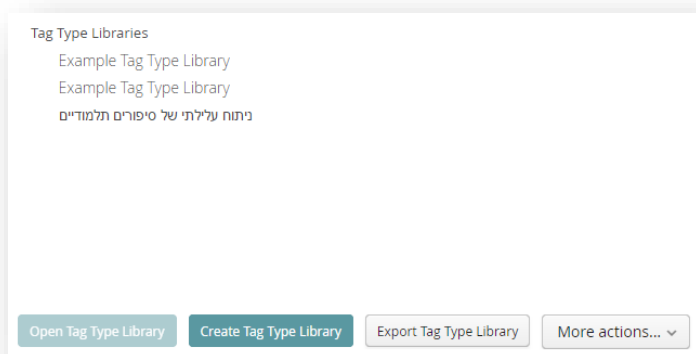 Tag Type Libraries
Example Tag Type Library
Example Tag Type Library
ניתוח עלילתי של סיפורים תלמודיים
Open Tag Type Library Create Tag Type Library Export Tag Type Library More actions...